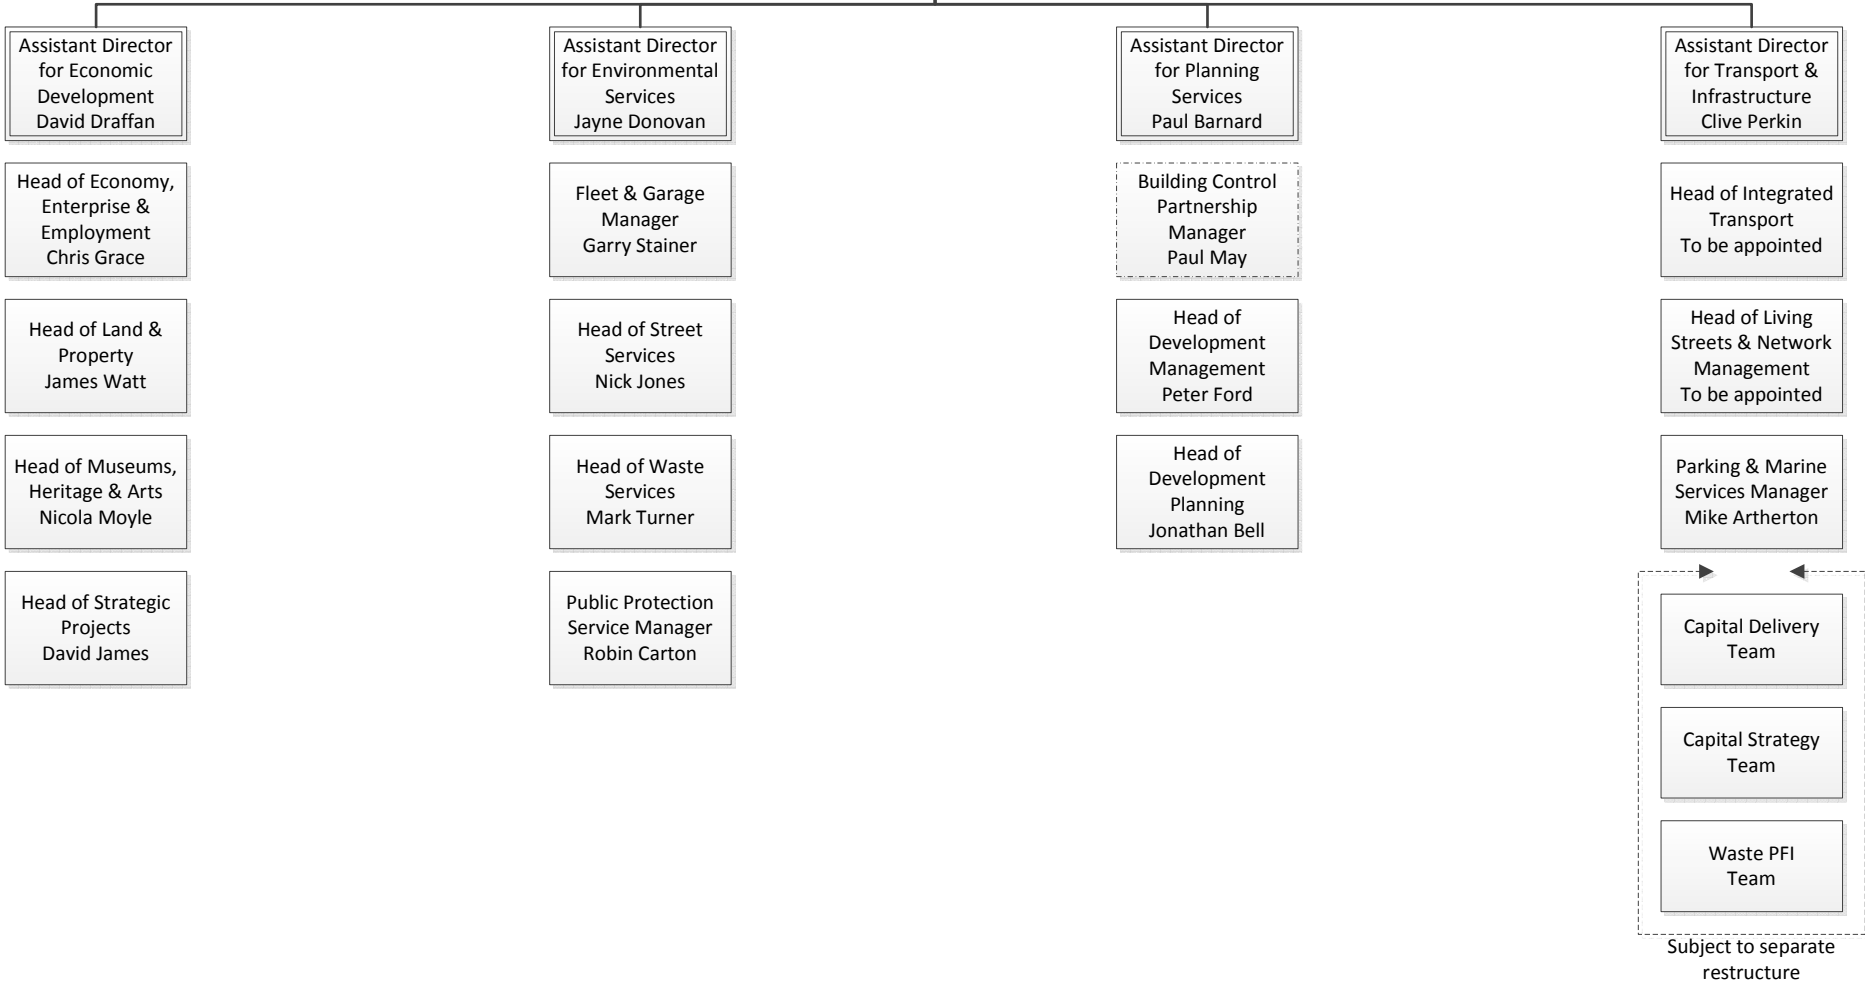 Assistant Director
for Economic
Development
David Draffan
Head of Economy,
Enterprise &
Employment
Chris Grace
Head of Land &
Property
James Watt
Head of Museums,
Heritage & Arts
Nicola Moyle
Head of Strategic
Projects
David James
Assistant Director
for Environmental
Services
Jayne Donovan
Fleet & Garage
Manager
Garry Stainer
Head of Street
Services
Nick Jones
Head of Waste
Services
Mark Turner
Public Protection
Service Manager
Robin Carton
Assistant Director
for Planning
Services
Paul Barnard
Building Control
Partnership
Manager
Paul May
Head of
Development
Management
Peter Ford
Head of
Development
Planning
Jonathan Bell
Assistant Director
for Transport &
Infrastructure
Clive Perkin
Head of Integrated
Transport
To be appointed
Head of Living
Streets & Network
Management
To be appointed
Parking & Marine
Services Manager
Mike Artherton
Capital Delivery
Team
Capital Strategy
Team
Waste PFI
Team
Subject to separate
restructure